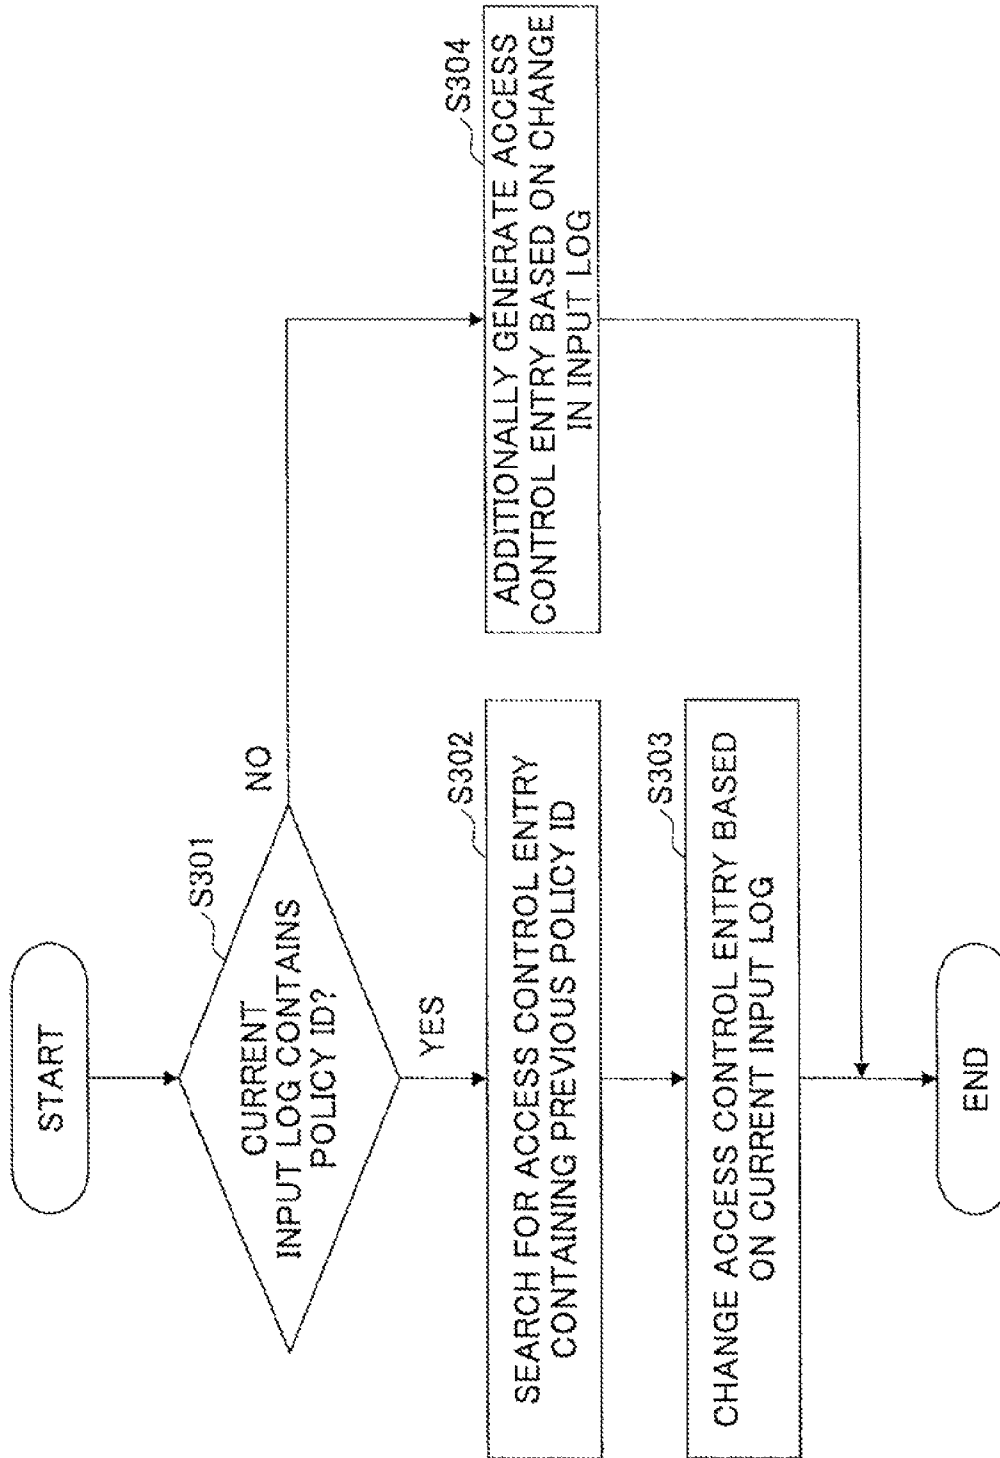 START
S301
CURRENT
INPUT LOG CONTAINS
POLICY ID?
NO
YES
S302
SEARCH FOR ACCESS CONTROL ENTRY
CONTAINING PREVIOUS POLICY ID
S303
CHANGE ACCESS CONTROL ENTRY BASED
ON CURRENT INPUT LOG
S304
ADDITIONALLY GENERATE ACCESS
CONTROL ENTRY BASED ON CHANGE
IN INPUT LOG
END